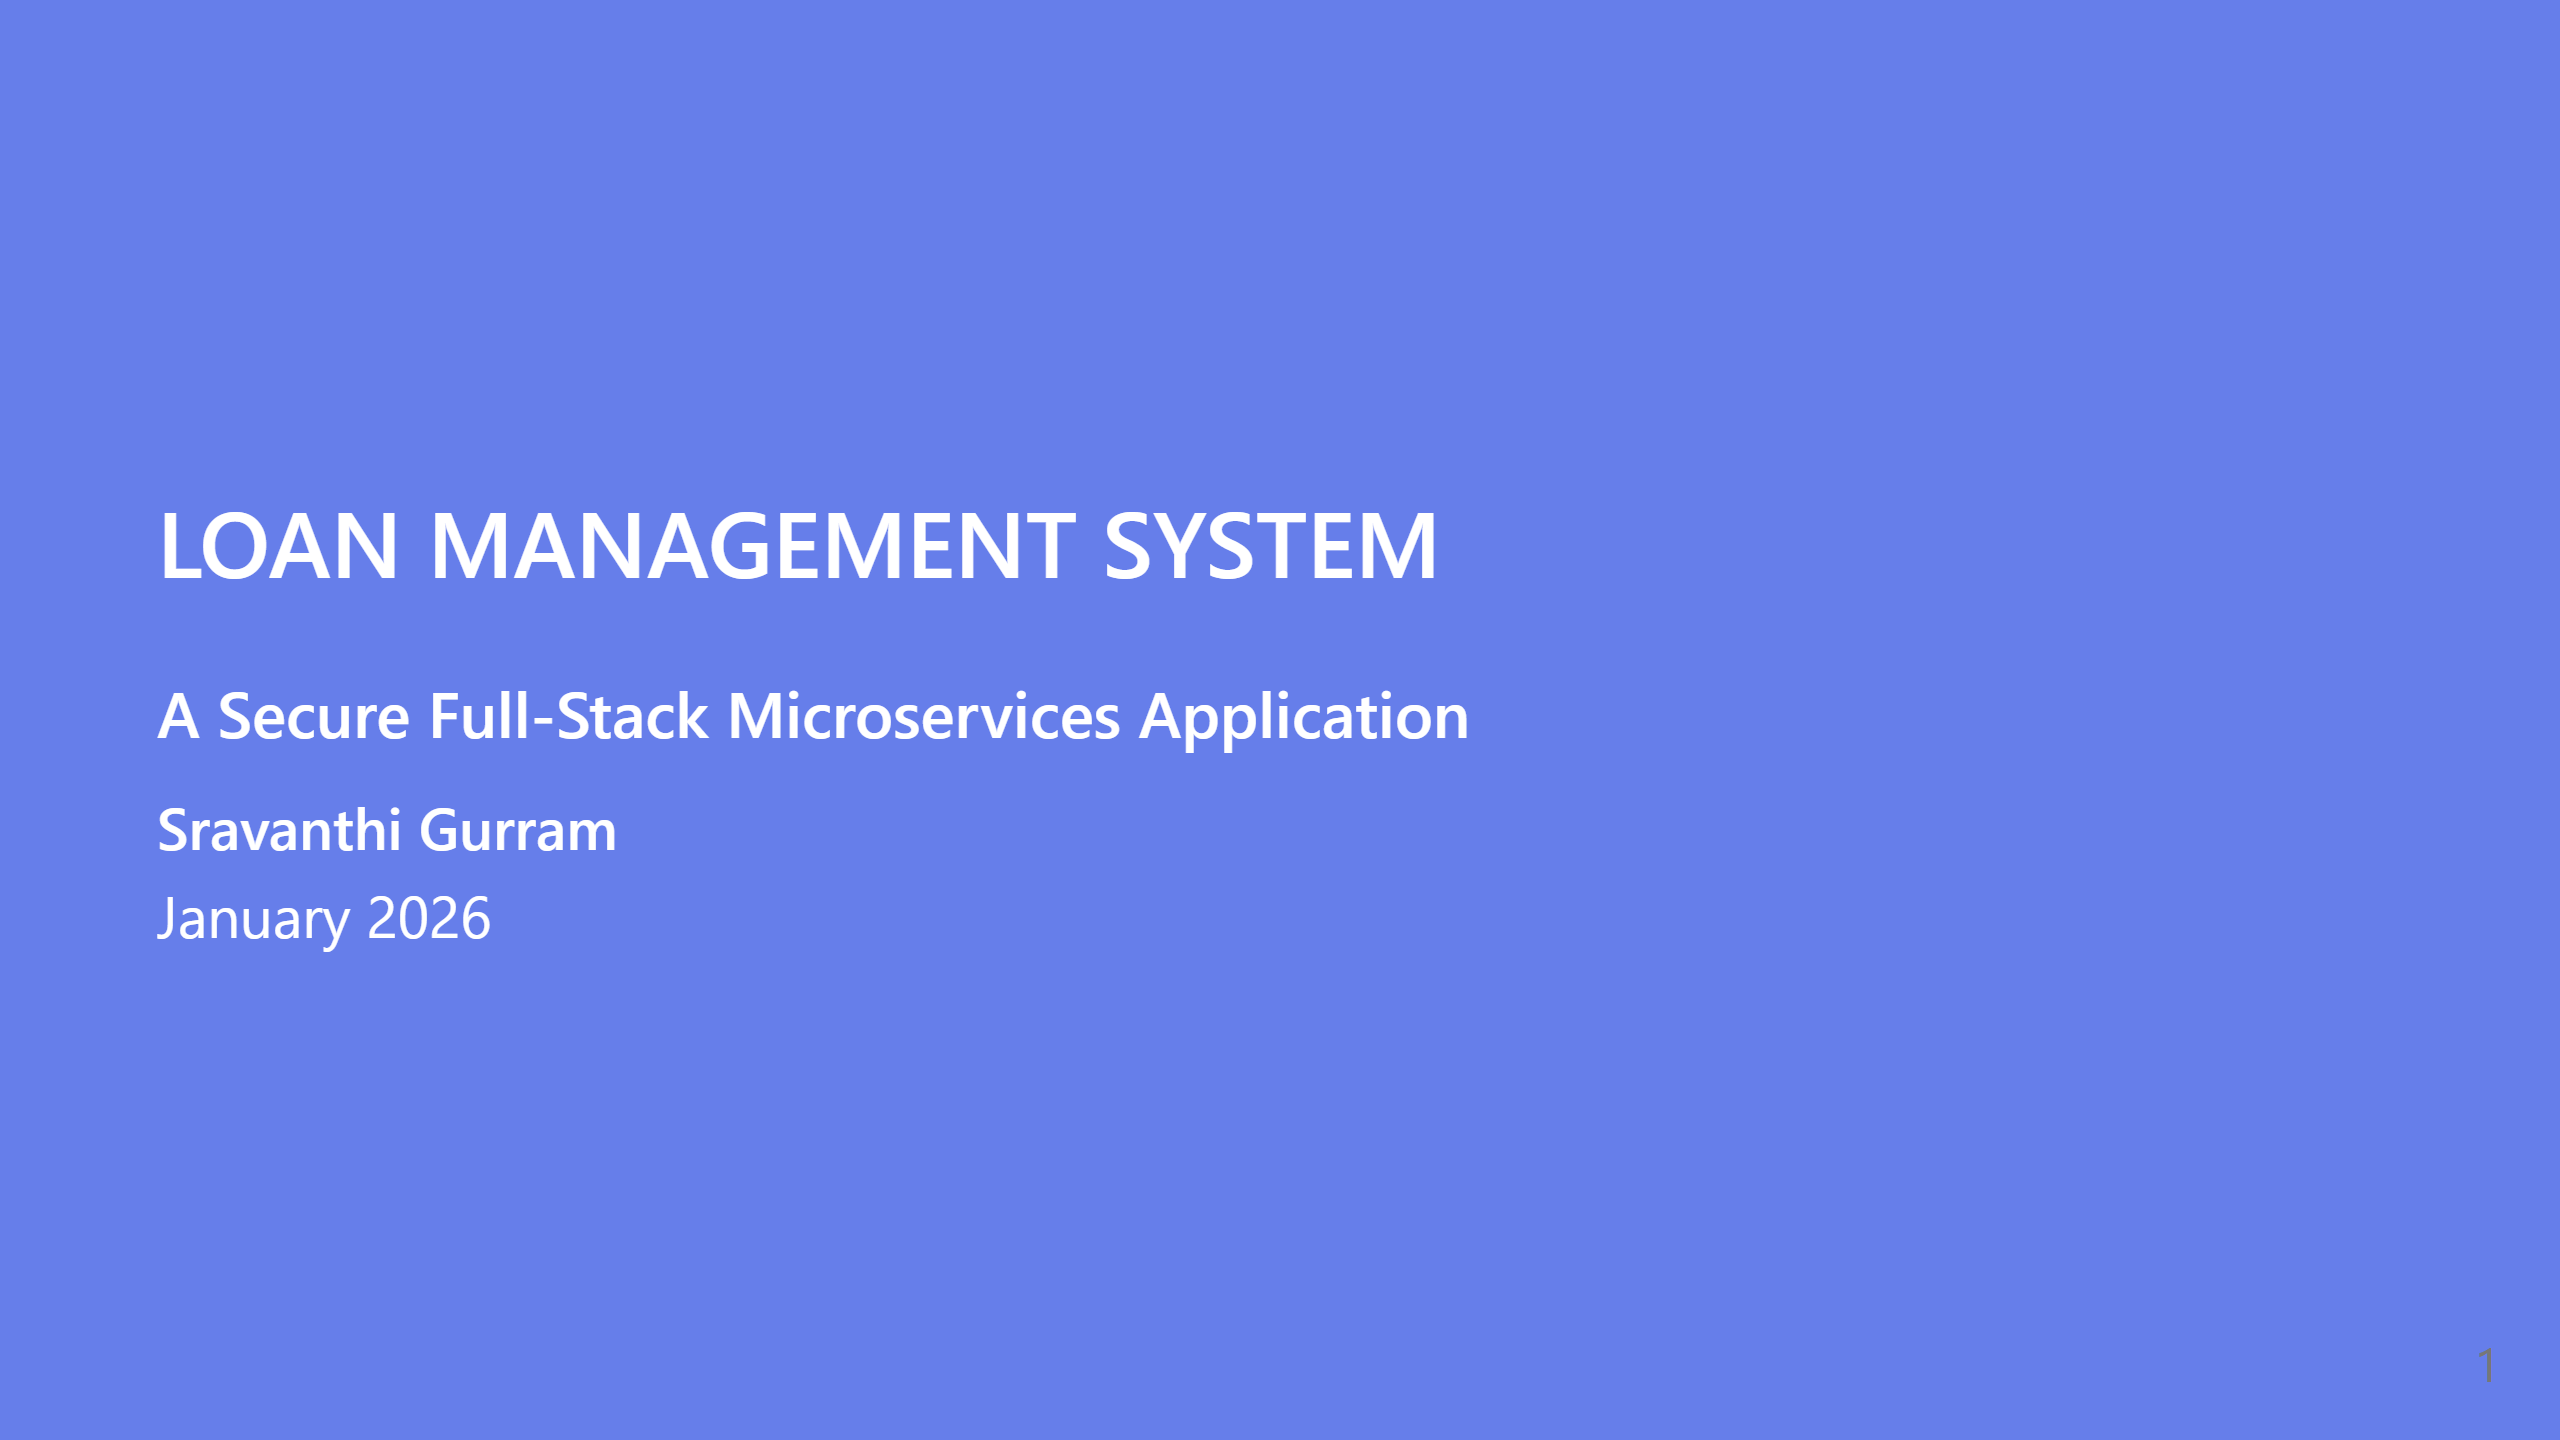 LOAN MANAGEMENT SYSTEM
A Secure Full-Stack Microservices Application
Sravanthi Gurram
January 2026
1